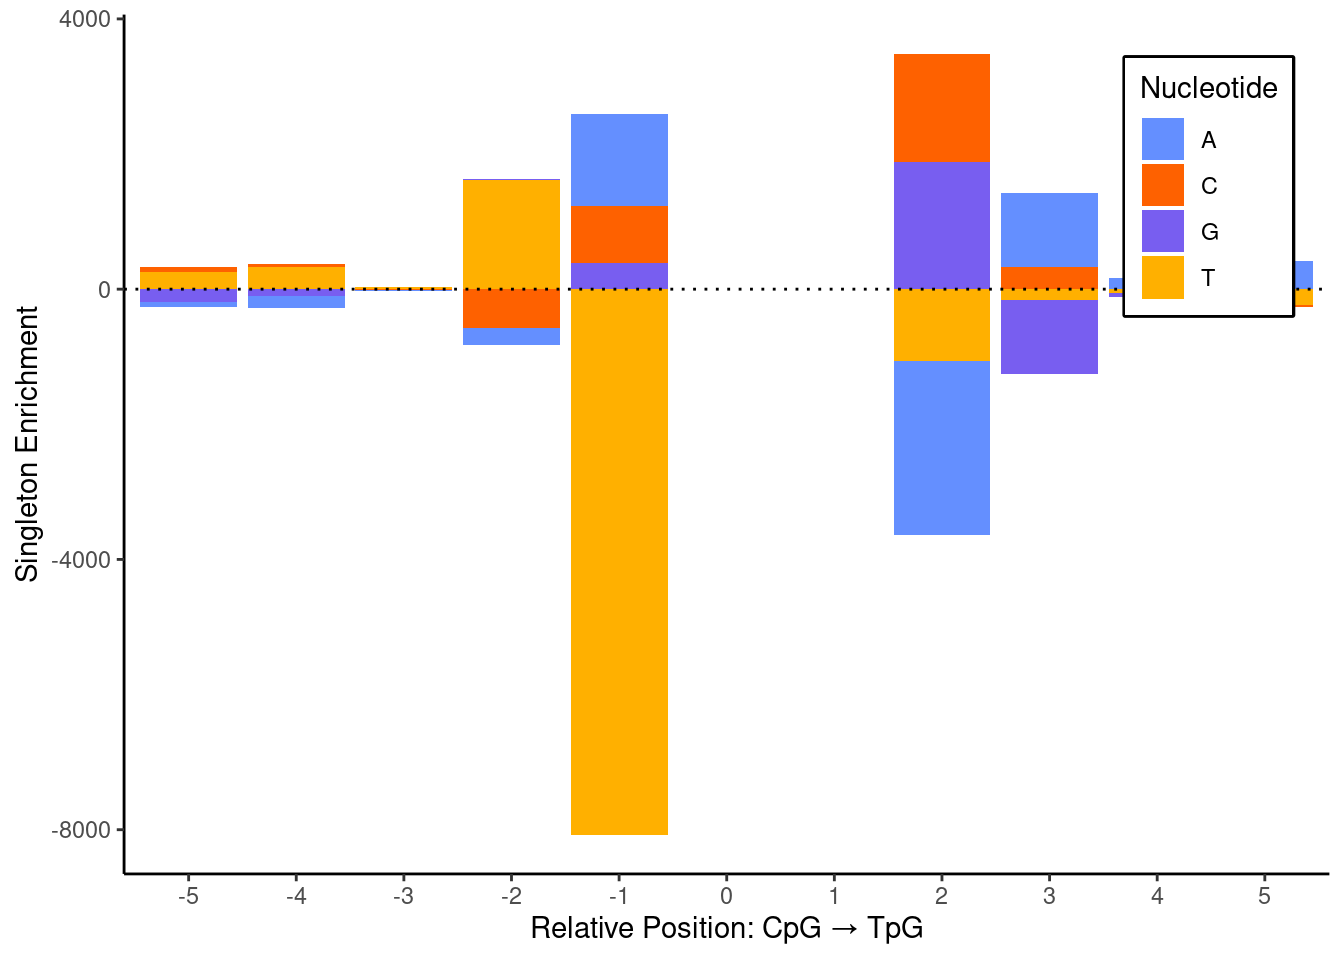 4000
0
-4000
-8000
Singleton Enrichment
Nucleotide
A
C
G
T
-5 -4 -3 -2 -1 0 1 2 3 4 5
Relative Position: CpG → TpG